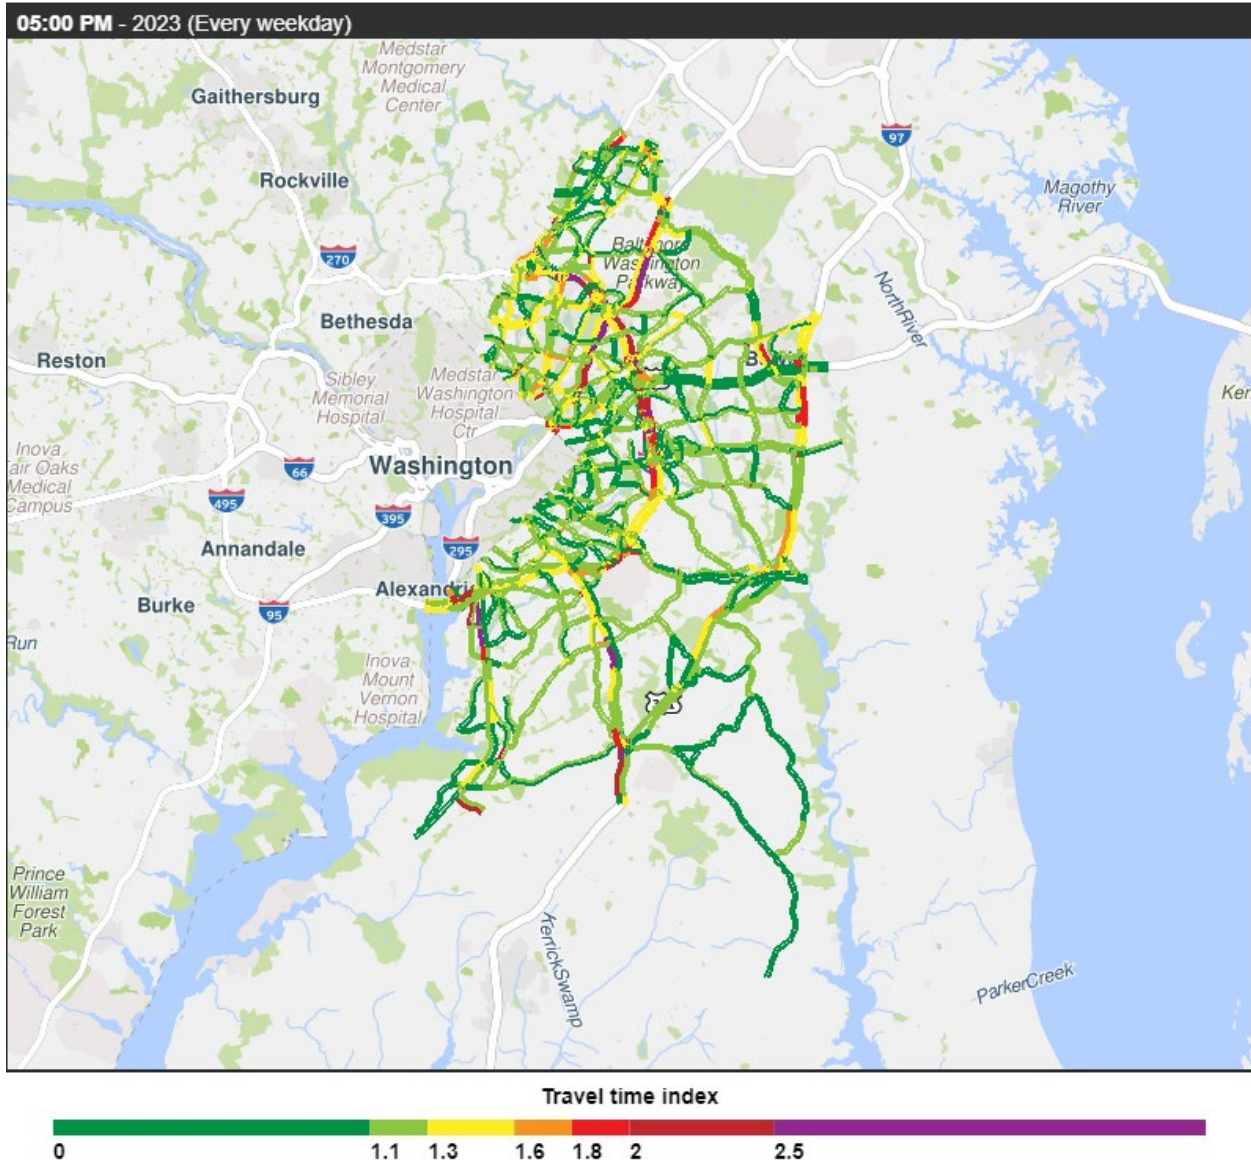 05:00 PM - 2023 (Every weekday)
Medstar
Montgomery
Medical
Center
Gaithersburg
97
Rockville
Magothy
River
270
Baltimore
Washington
Parkway
Bethesda
NorthRiver
Reston
Sibley
Memorial
Hospital
Medstar
Washington
Hospital
Ctr
Ken
Inova
Fair Oaks
Medical
Campus
66
Washington
495
395
295
Annandale
Alexandri
Burke
95
Run
Inova
Mount
Vernon
Hospital
Prince
William
Forest
Park
KerrickSwamp
ParkerCreek
Travel time index
0 1.1 1.3 1.6 1.8 2 2.5